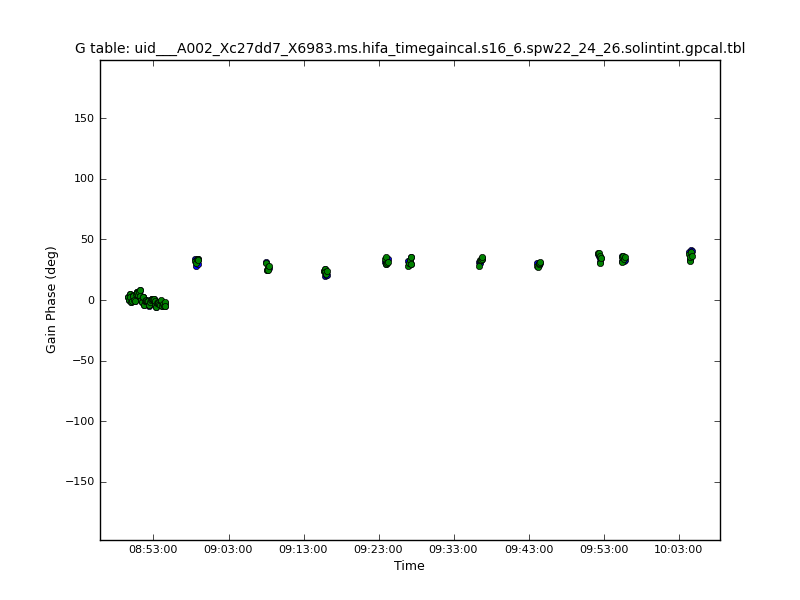 G table: uid___A002_Xc27dd7_X6983.ms.hifa_timegaincal.s16_6.spw22_24_26.solintint.gpcal.tbl
150
100
50
0
−50
−100
−150
Gain Phase (deg)
08:53:00 09:03:00 09:13:00 09:23:00 09:33:00 09:43:00 09:53:00 10:03:00
Time